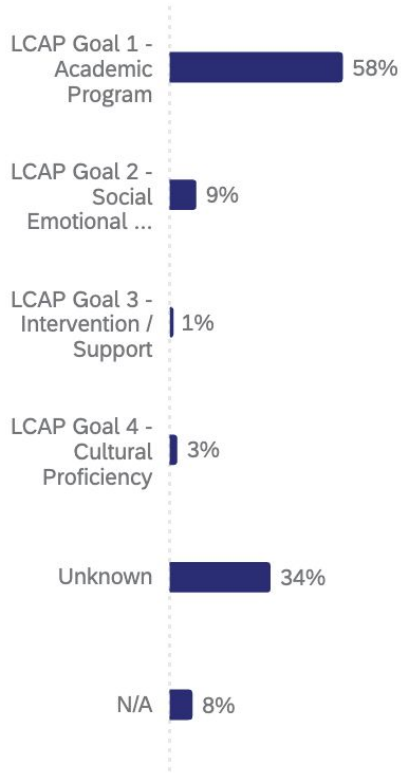 LCAP Goal 1 -
Academic
Program
58%
LCAP Goal 2 -
Social
Emotional ...
9%
LCAP Goal 3 -
Intervention /
Support
1%
LCAP Goal 4 -
Cultural
Proficiency
3%
Unknown
34%
N/A
8%